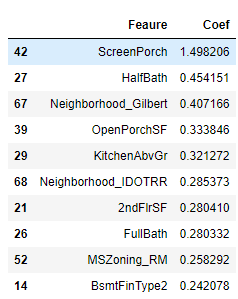 Feaure Coef
42 ScreenPorch 1.498206
27 HalfBath 0.454151
67 Neighborhood_Gilbert 0.407166
39 OpenPorchSF 0.333846
29 KitchenAbvGr 0.321272
68 Neighborhood_IDOTRR 0.285373
21 2ndFlrSF 0.280410
26 FullBath 0.280332
52 MSZoning_RM 0.258292
14 BsmtFinType2 0.242078